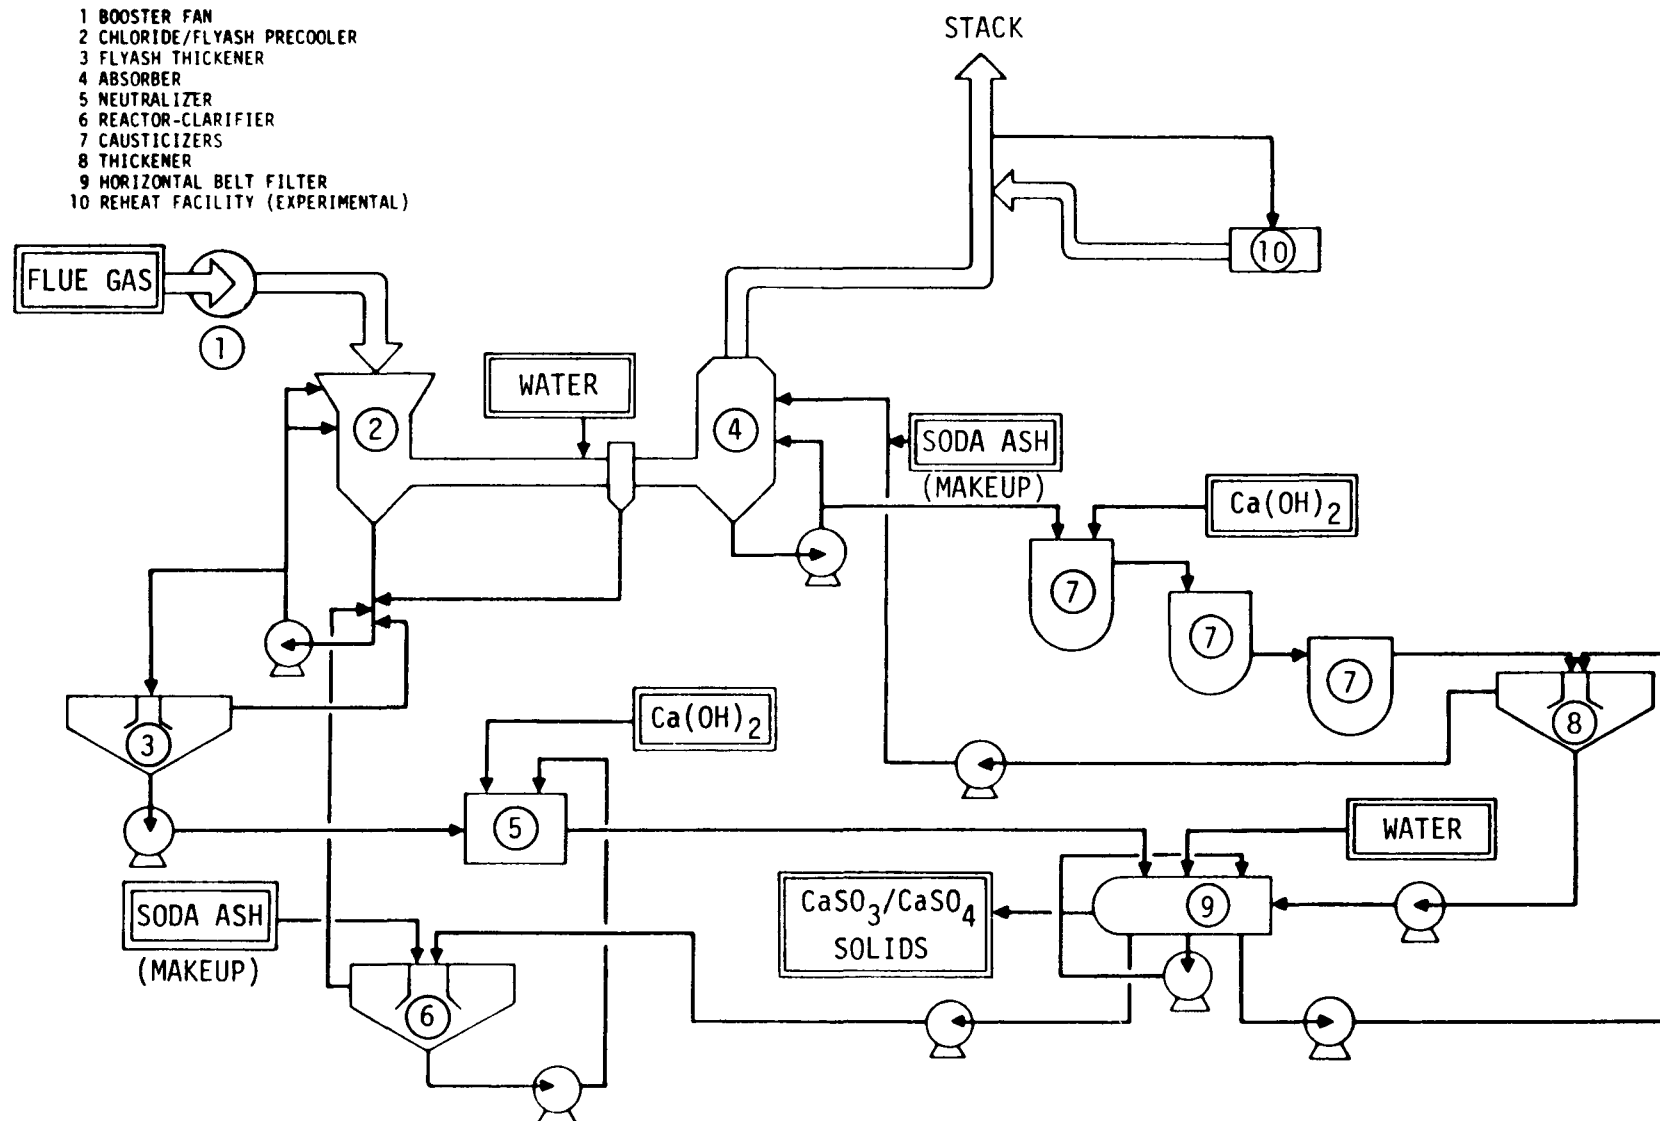 1 BOOSTER FAN
2 CHLORIDE/FLYASH PRECOOLER
3 FLYASH THICKENER
4 ABSORBER
5 NEUTRALIZER
6 REACTOR-CLARIFIER
7 CAUSTICIZERS
8 THICKENER
9 HORIZONTAL BELT FILTER
10 REHEAT FACILITY (EXPERIMENTAL)
STACK
10
FLUE GAS
1
WATER
2
4
SODA ASH
(MAKEUP)
Ca(OH)2
7
7
7
8
3
Ca(OH)2
5
WATER
SODA ASH
(MAKEUP)
CaSO3/CaSO4
SOLIDS
9
6